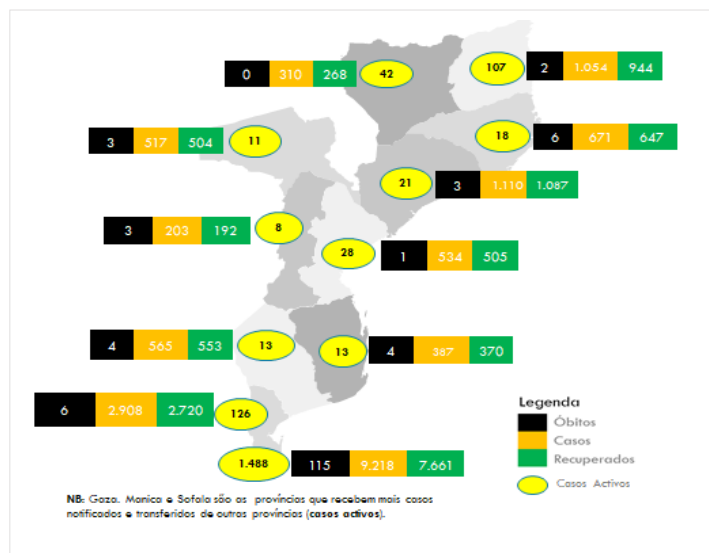 0 310 268 42
107 2 1.054 944
3 517 504 11
18 6 671 647
21 3 1.110 1.087
3 203 192 8
28 1 534 505
4 565 553 13
13 4 387 370
6 2.908 2.720 126
1.488 115 9.218 7.661
Legenda
Óbitos
Casos
Recuperados
Casos Activos
NB: Gaza. Manica e Sofala são as províncias que recebem mais casos
notificados e transferidos de outras províncias (casos activos).